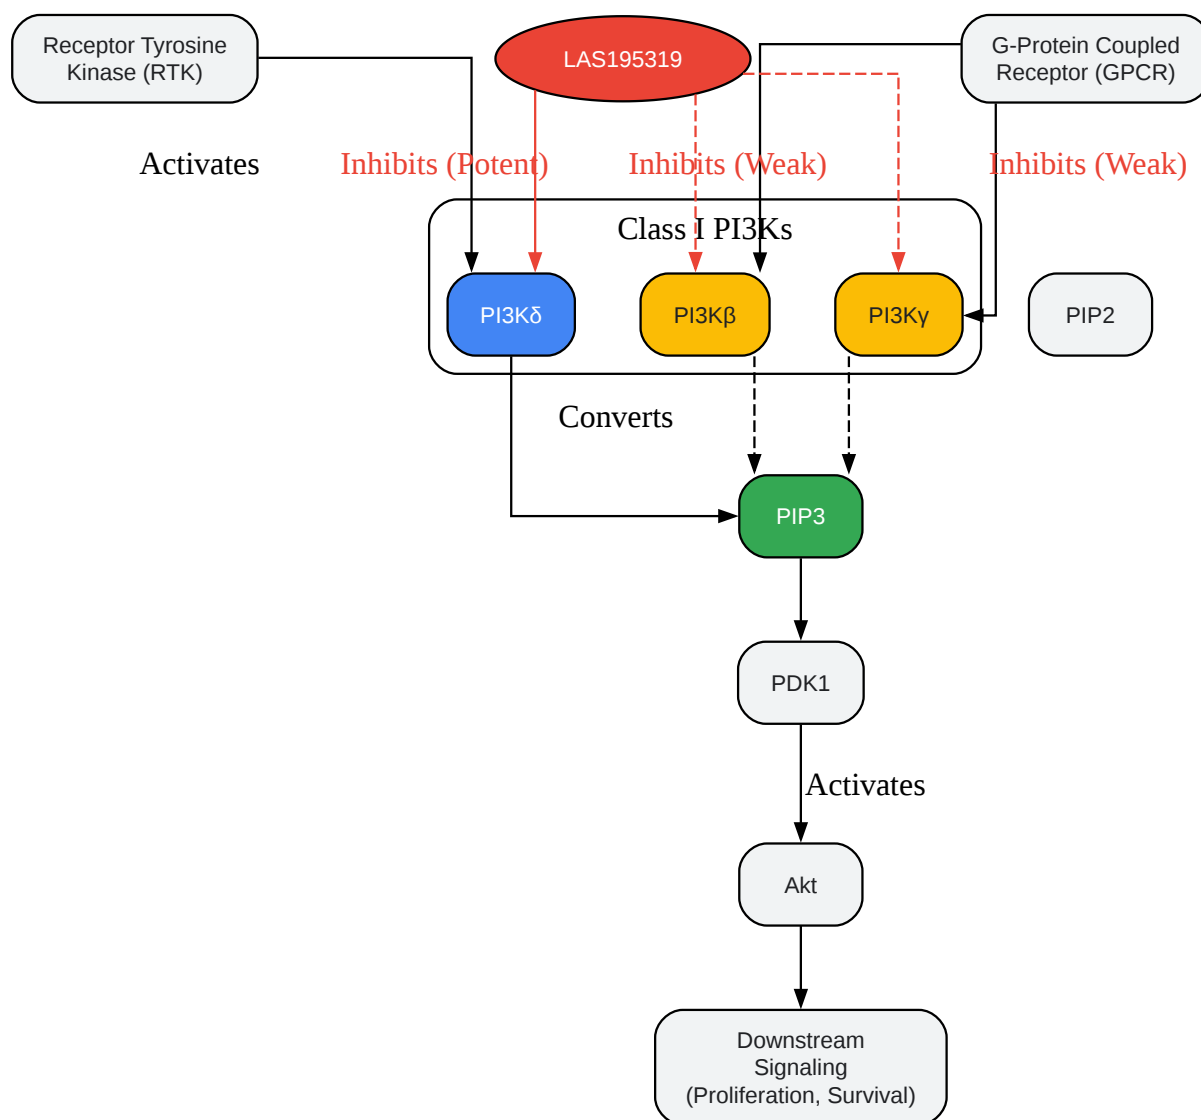 Receptor Tyrosine
Kinase (RTK)
LAS195319
G-Protein Coupled
Receptor (GPCR)
Activates
Inhibits (Potent)
Inhibits (Weak)
Inhibits (Weak)
Class I PI3Ks
PI3Kδ
PI3Kβ
PI3Kγ
PIP2
Converts
PIP3
PDK1
Activates
Akt
Downstream
Signaling
(Proliferation, Survival)